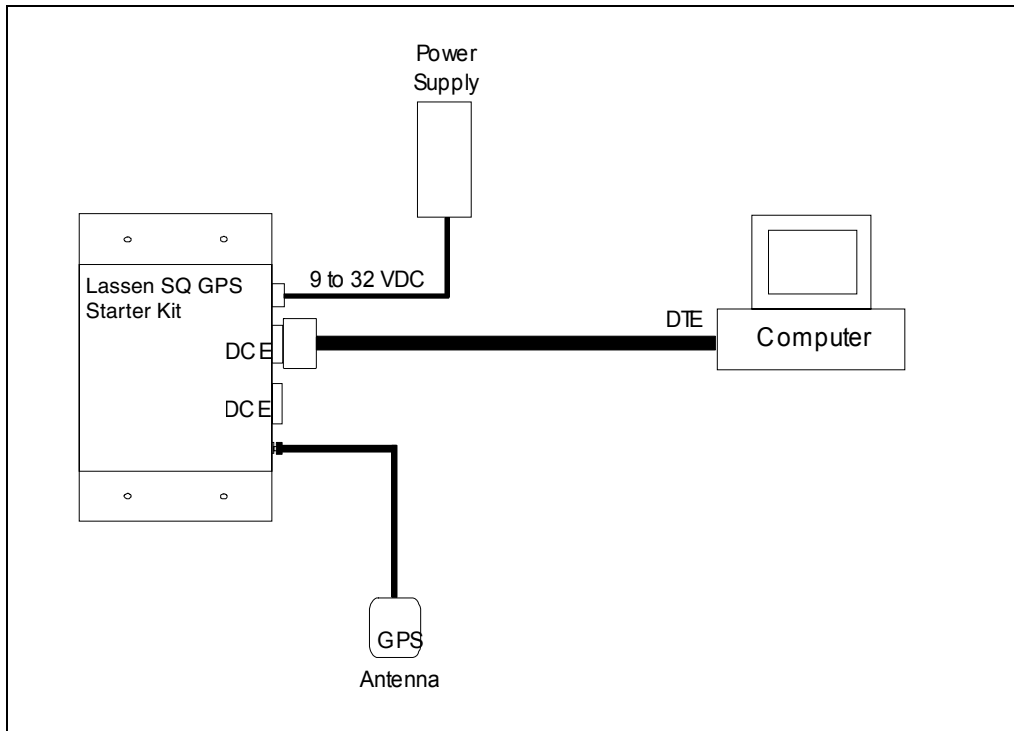 Power
Supply
9 to 32 VDC
Lassen SQ GPS
Starter Kit
DTE
Computer
DCE
DCE
GPS
Antenna